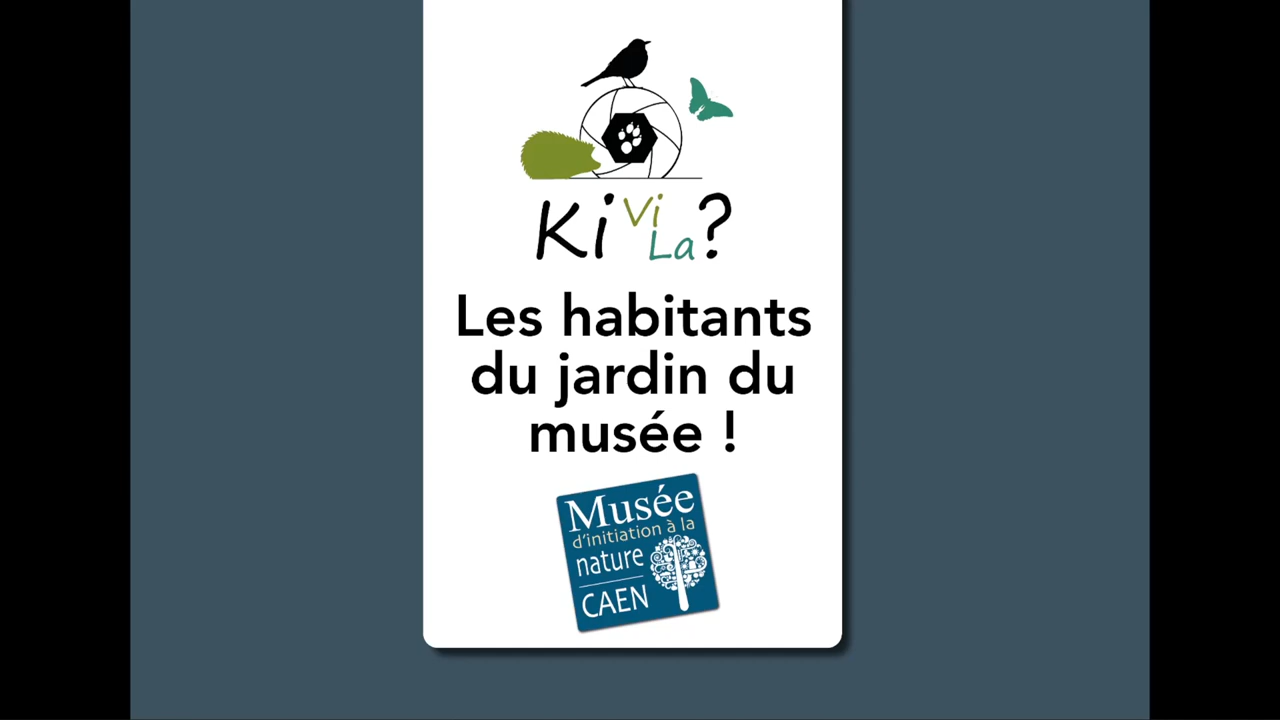 Ki Vi La?
Les habitants
du jardin du
musée !
Musée
d'initiation à la
nature
CAEN